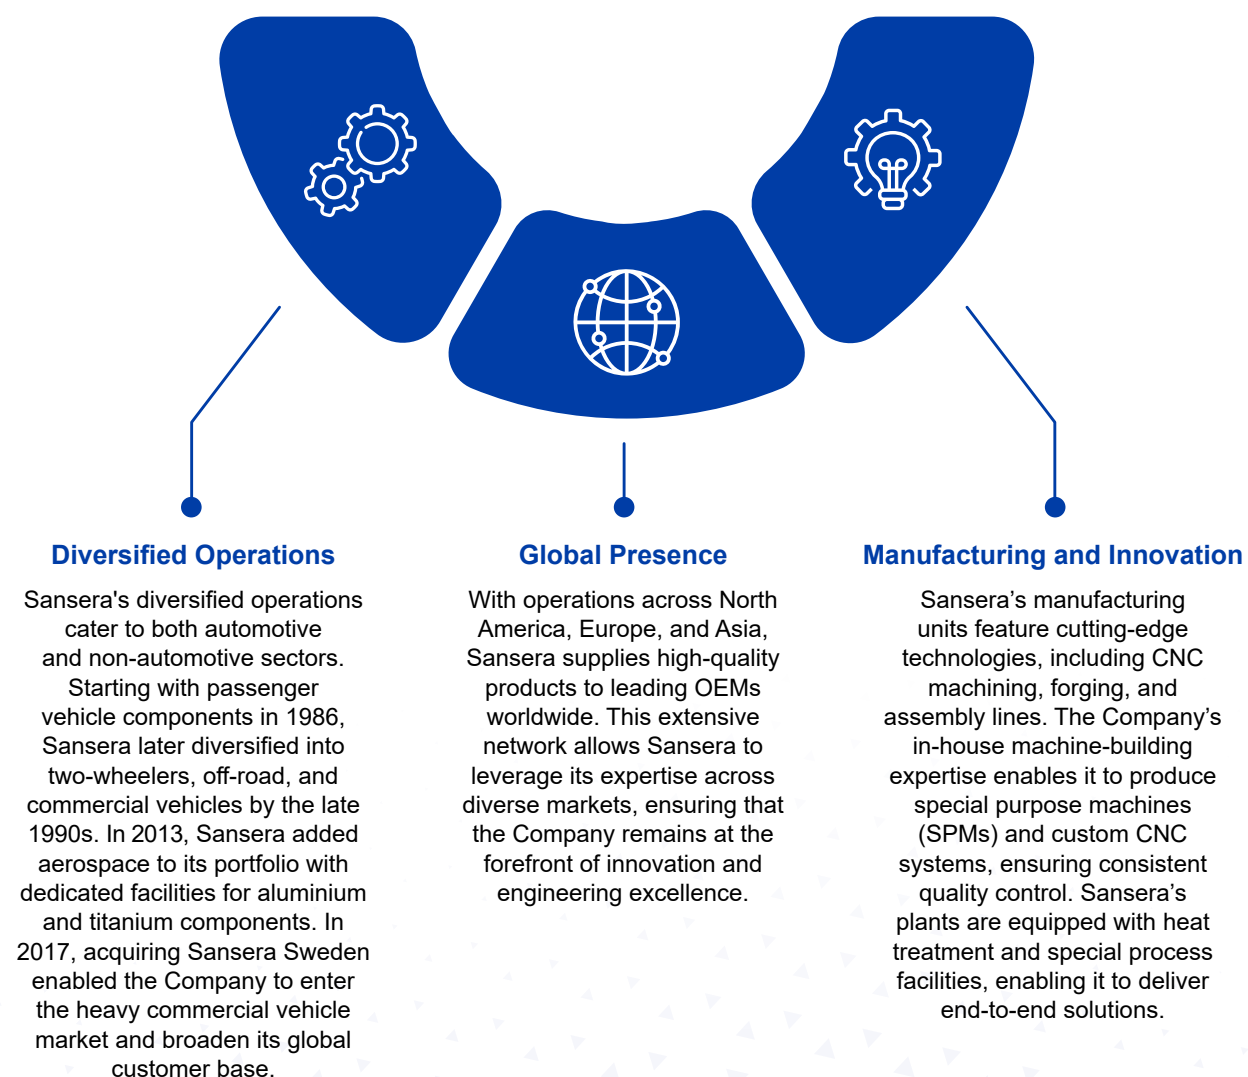 Diversified Operations
Sansera's diversified operations
cater to both automotive
and non-automotive sectors.
Starting with passenger
vehicle components in 1986,
Sansera later diversified into
two-wheelers, off-road, and
commercial vehicles by the late
1990s. In 2013, Sansera added
aerospace to its portfolio with
dedicated facilities for aluminium
and titanium components. In
2017, acquiring Sansera Sweden
enabled the Company to enter
the heavy commercial vehicle
market and broaden its global
customer base.
Global Presence
With operations across North
America, Europe, and Asia,
Sansera supplies high-quality
products to leading OEMs
worldwide. This extensive
network allows Sansera to
leverage its expertise across
diverse markets, ensuring that
the Company remains at the
forefront of innovation and
engineering excellence.
Manufacturing and Innovation
Sansera’s manufacturing
units feature cutting-edge
technologies, including CNC
machining, forging, and
assembly lines. The Company’s
in-house machine-building
expertise enables it to produce
special purpose machines
(SPMs) and custom CNC
systems, ensuring consistent
quality control. Sansera’s
plants are equipped with heat
treatment and special process
facilities, enabling it to deliver
end-to-end solutions.